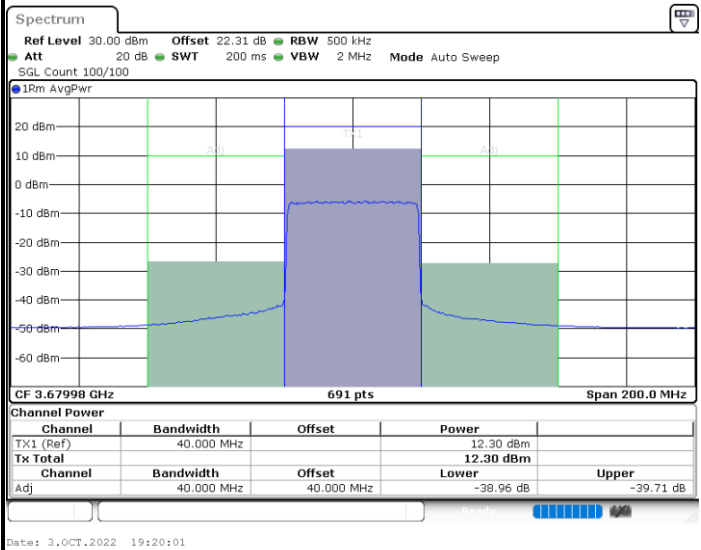 Spectrum
Ref Level 30.00 dBm Offset 22.31 dB RBW 500 kHz
Att 20 dB SWT 200 ms VBW 2 MHz Mode Auto Sweep
SGL Count 100/100
1Rm AvgPwr
20 dBm
TX1
10 dBm
Adj Adj
0 dBm
-10 dBm
-20 dBm
-30 dBm
-40 dBm
-50 dBm
-60 dBm
CF 3.67998 GHz 691 pts Span 200.0 MHz
Channel Power
Channel Bandwidth Offset Power
TX1 (Ref) 40.000 MHz 12.30 dBm
Tx Total 12.30 dBm
Channel Bandwidth Offset Lower Upper
Adj 40.000 MHz 40.000 MHz -38.96 dB -39.71 dB
Ready
Date: 3.OCT.2022 19:20:01